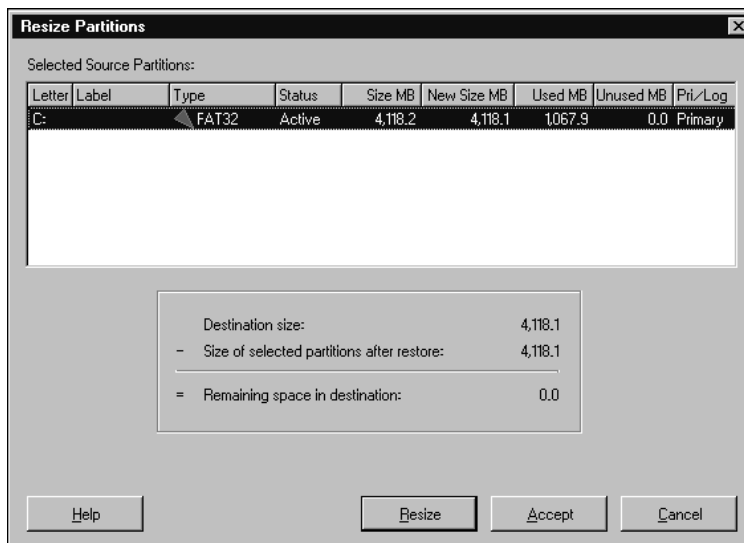 Resize Partitions
Selected Source Partitions:
Letter Label Type Status Size MB New Size MB Used MB Unused MB Pri/Log
C: FAT32 Active 4,118.2 4,118.1 1,067.9 0.0 Primary
Destination size: 4,118.1
- Size of selected partitions after restore: 4,118.1
= Remaining space in destination: 0.0
Help Resize Accept Cancel